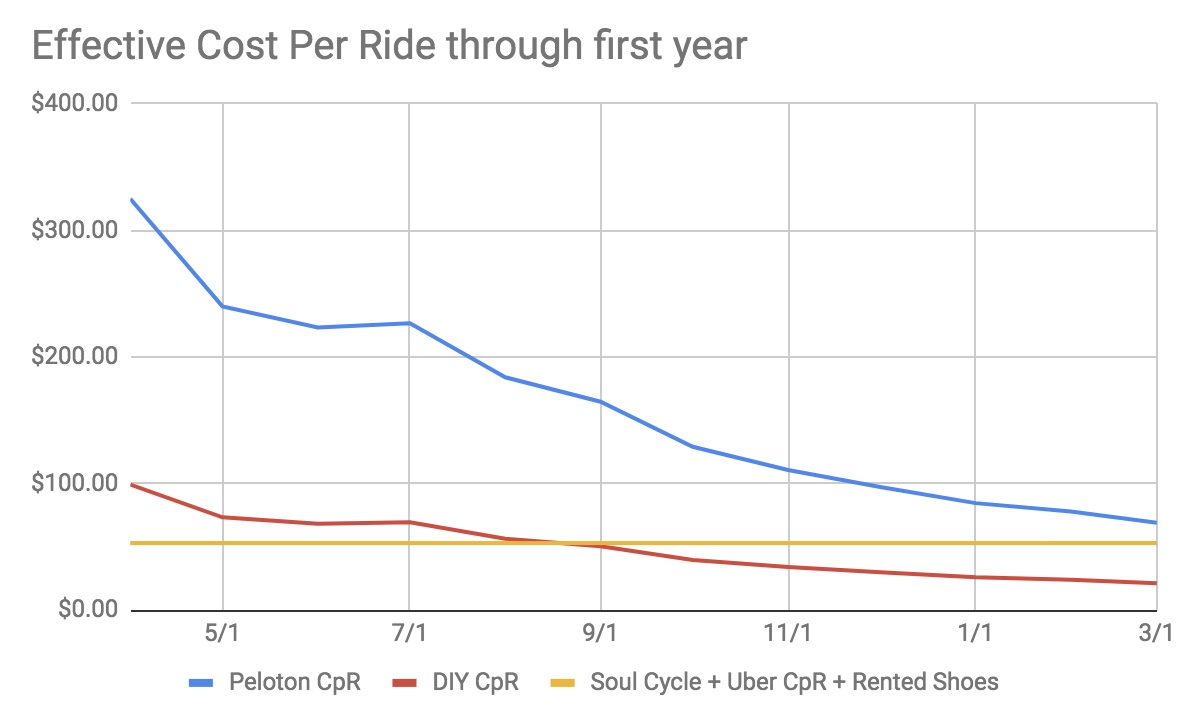 Effective Cost Per Ride through first year
$400.00
$300.00
$200.00
$100.00
$0.00
5/1 7/1 9/1 11/1 1/1 3/1
Peloton CpR DIY CpR Soul Cycle + Uber CpR + Rented Shoes